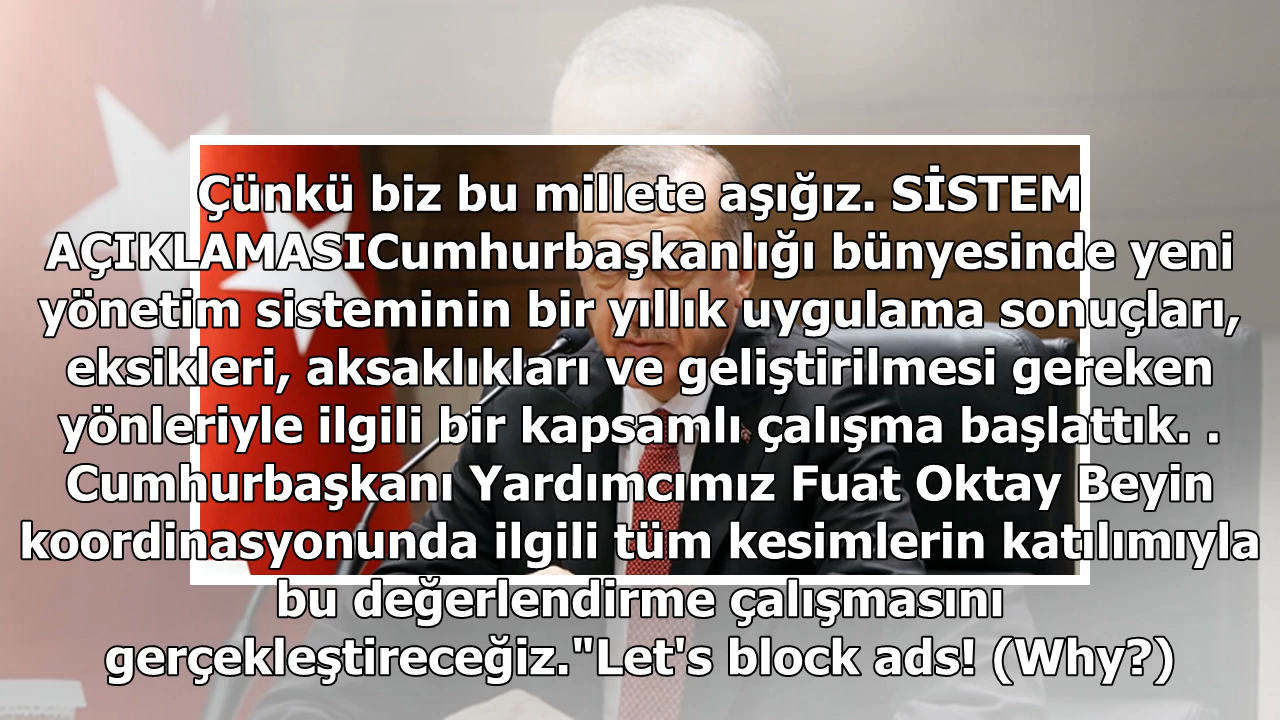 Çünkü biz bu millete aşığız. SİSTEM
AÇIKLAMASICumhurbaşkanlığı bünyesinde yeni
yönetim sisteminin bir yıllık uygulama sonuçları,
eksikleri, aksaklıkları ve geliştirilmesi gereken
yönleriyle ilgili bir kapsamlı çalışma başlattık. .
Cumhurbaşkanı Yardımcımız Fuat Oktay Beyin
koordinasyonunda ilgili tüm kesimlerin katılımıyla
bu değerlendirme çalışmasını
gerçekleştireceğiz."Let's block ads! (Why?)